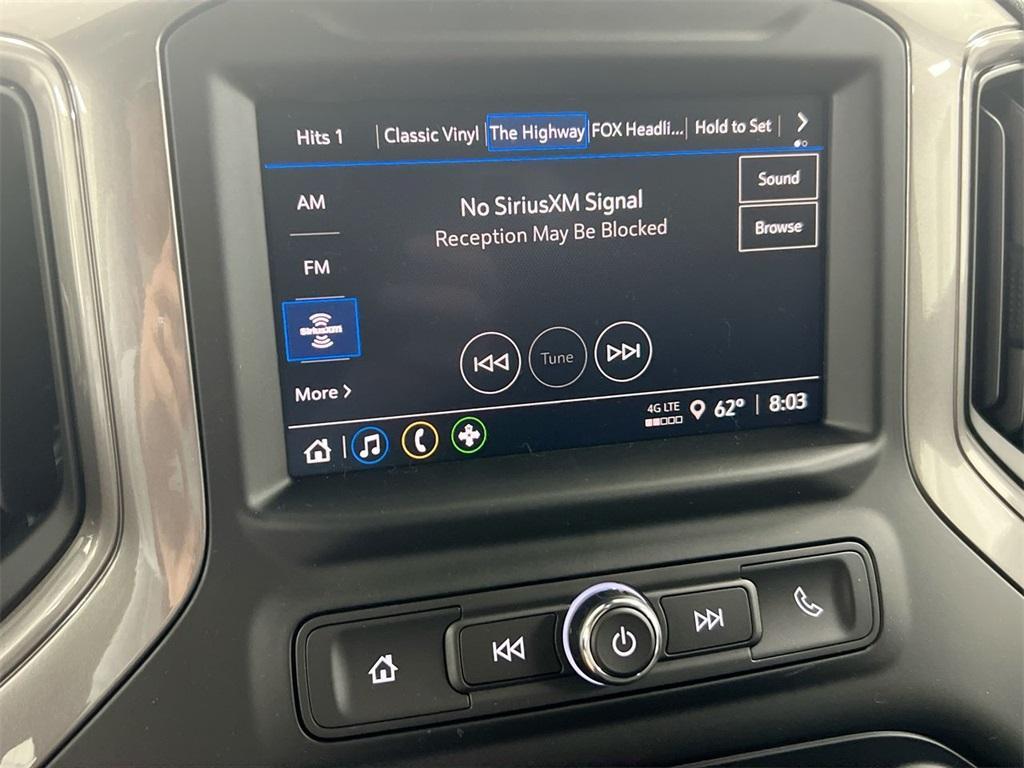 Hits 1 Classic Vinyl The Highway FOX Headli... Hold to Set
Sound
AM
No SiriusXM Signal
Reception May Be Blocked
Browse
FM
SiriusXM
Tune
More
4G LTE 62° 8:03